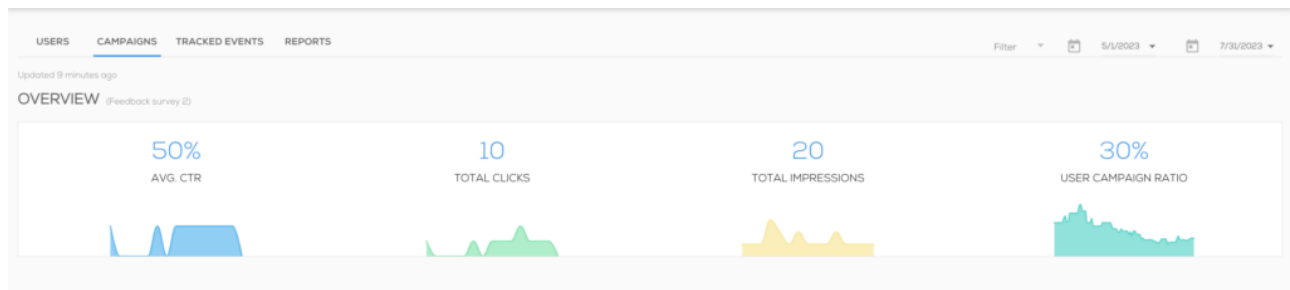 USERS CAMPAIGNS TRACKED EVENTS REPORTS Filter 5/1/2023 7/31/2023
Updated 9 minutes ago
OVERVIEW (Feedback survey 2)
50% 10 20 30%
AVG. CTR TOTAL CLICKS TOTAL IMPRESSIONS USER CAMPAIGN RATIO